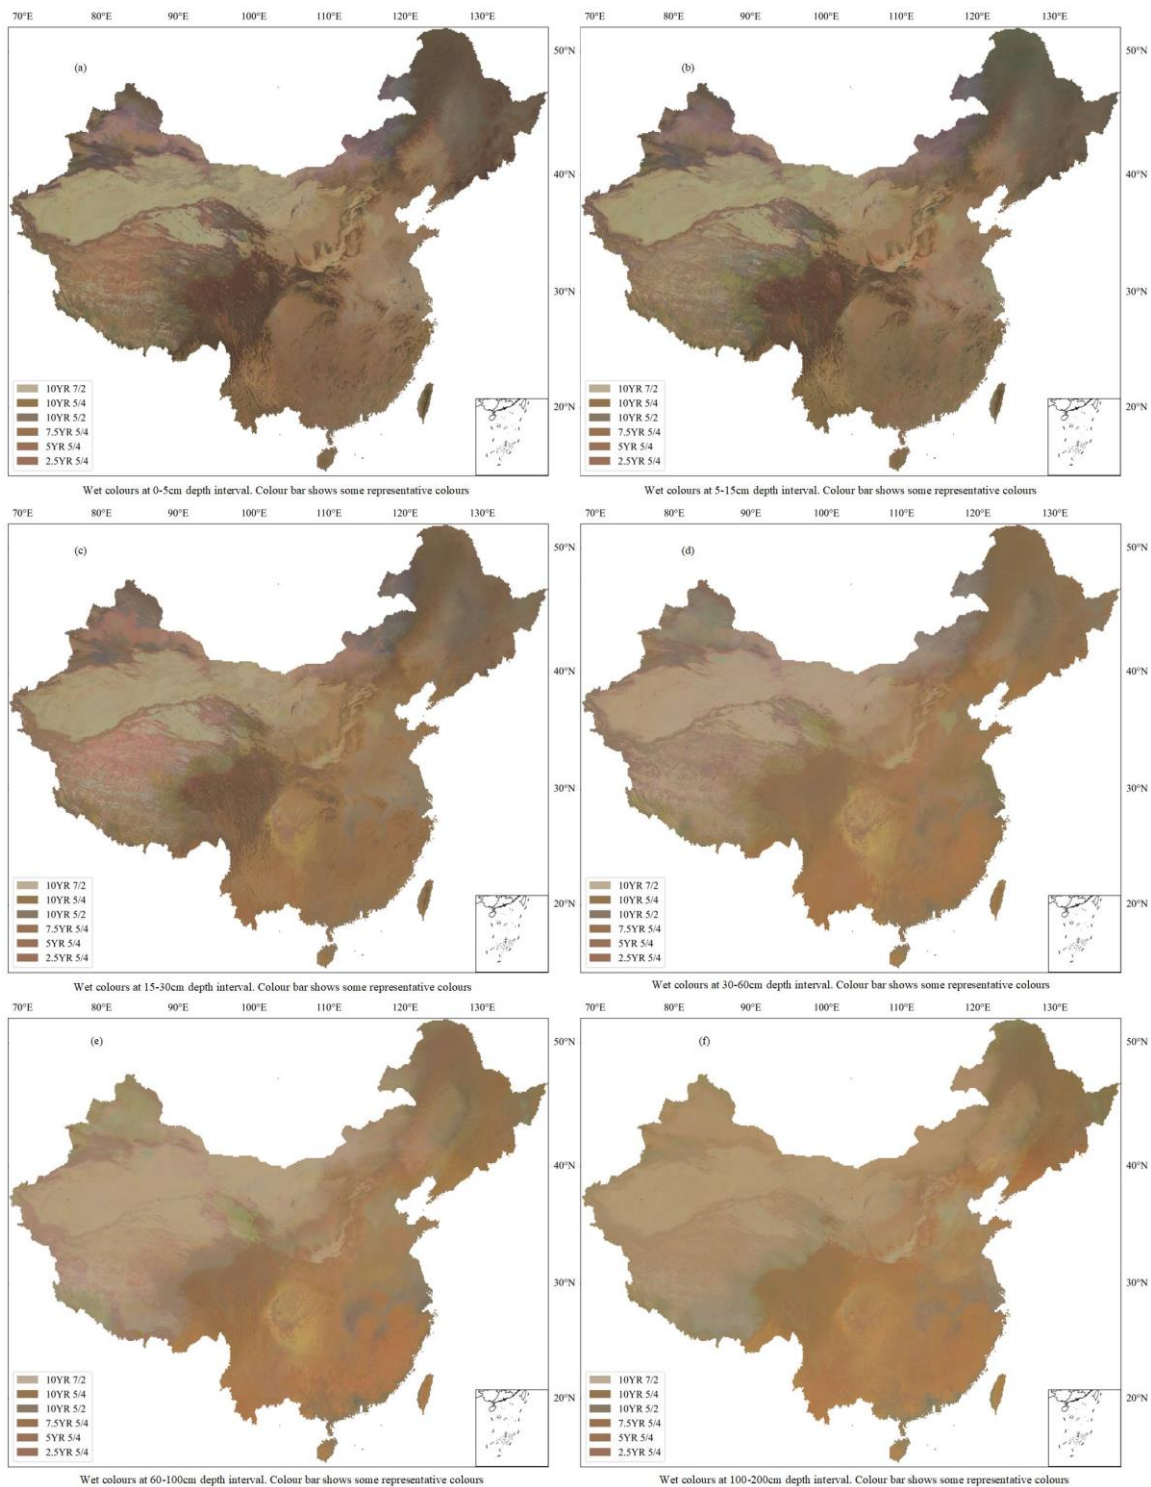 70°E 80°E 90°E 100°E 110°E 120°E 130°E 70°E 80°E 90°E 100°E 110°E 120°E 130°E
50°N 50°N
(a) (b)
40°N 40°N
30°N 30°N
10YR 7/2 10YR 7/2
10YR 5/4 10YR 5/4
20°N 20°N
10YR 5/2 10YR 5/2
7.5YR 5/4 7.5YR 5/4
5YR 5/4 5YR 5/4
2.5YR 5/4 2.5YR 5/4
Wet colours at 0-5cm depth interval. Colour bar shows some representative colours Wet colours at 5-15cm depth interval. Colour bar shows some representative colours
70°E 80°E 90°E 100°E 110°E 120°E 130°E 70°E 80°E 90°E 100°E 110°E 120°E 130°E
50°N 50°N
(c) (d)
40°N 40°N
30°N 30°N
10YR 7/2 10YR 7/2
10YR 5/4 10YR 5/4
20°N 20°N
10YR 5/2 10YR 5/2
7.5YR 5/4 7.5YR 5/4
5YR 5/4 5YR 5/4
2.5YR 5/4 2.5YR 5/4
Wet colours at 15-30cm depth interval. Colour bar shows some representative colours Wet colours at 30-60cm depth interval. Colour bar shows some representative colours
70°E 80°E 90°E 100°E 110°E 120°E 130°E 70°E 80°E 90°E 100°E 110°E 120°E 130°E
(e) (f)
50°N 50°N
40°N 40°N
30°N 30°N
10YR 7/2 10YR 7/2
10YR 5/4 10YR 5/4
20°N 20°N
10YR 5/2 10YR 5/2
7.5YR 5/4 7.5YR 5/4
5YR 5/4 5YR 5/4
2.5YR 5/4 2.5YR 5/4
Wet colours at 60-100cm depth interval. Colour bar shows some representative colours Wet colours at 100-200cm depth interval. Colour bar shows some representative colours